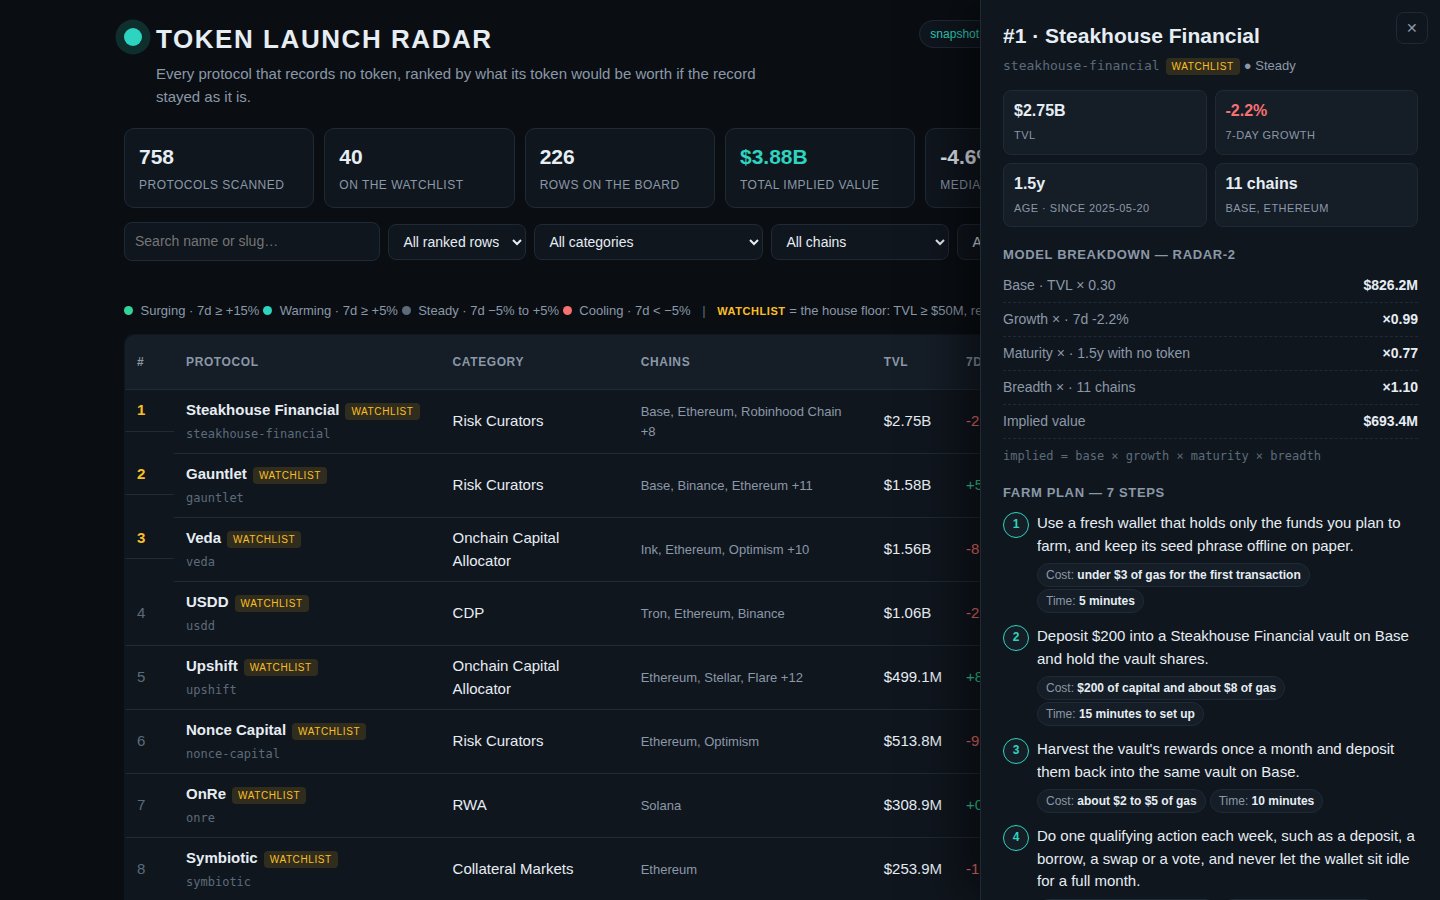 TOKEN LAUNCH RADAR
snapshot
Every protocol that records no token, ranked by what its token would be worth if the record
stayed as it is.
758
PROTOCOLS SCANNED
40
ON THE WATCHLIST
226
ROWS ON THE BOARD
$3.88B
TOTAL IMPLIED VALUE
-4.6
MEDIA
Search name or slug…
All ranked rows
All categories
All chains
Surging · 7d ≥ +15% Warming · 7d ≥ +5% Steady · 7d −5% to +5% Cooling · 7d < −5% | WATCHLIST = the house floor: TVL ≥ $50M, re
# PROTOCOL CATEGORY CHAINS TVL 7D
1 Steakhouse Financial WATCHLIST
steakhouse-financial
Risk Curators
Base, Ethereum, Robinhood Chain
+8
$2.75B -2
2 Gauntlet WATCHLIST
gauntlet
Risk Curators
Base, Binance, Ethereum +11
$1.58B +5
3 Veda WATCHLIST
veda
Onchain Capital
Allocator
Ink, Ethereum, Optimism +10
$1.56B -8
4 USDD WATCHLIST
usdd
CDP
Tron, Ethereum, Binance
$1.06B -2
5 Upshift WATCHLIST
upshift
Onchain Capital
Allocator
Ethereum, Stellar, Flare +12
$499.1M +8
6 Nonce Capital WATCHLIST
nonce-capital
Risk Curators
Ethereum, Optimism
$513.8M -9
7 OnRe WATCHLIST
onre
RWA
Solana
$308.9M +0
8 Symbiotic WATCHLIST
symbiotic
Collateral Markets
Ethereum
$253.9M -1
#1 · Steakhouse Financial
✕
steakhouse-financial WATCHLIST ● Steady
$2.75B
TVL
-2.2%
7-DAY GROWTH
1.5y
AGE · SINCE 2025-05-20
11 chains
BASE, ETHEREUM
MODEL BREAKDOWN — RADAR-2
Base · TVL × 0.30 $826.2M
Growth × · 7d -2.2% ×0.99
Maturity × · 1.5y with no token ×0.77
Breadth × · 11 chains ×1.10
Implied value $693.4M
implied = base × growth × maturity × breadth
FARM PLAN — 7 STEPS
1 Use a fresh wallet that holds only the funds you plan to
farm, and keep its seed phrase offline on paper.
Cost: under $3 of gas for the first transaction
Time: 5 minutes
2 Deposit $200 into a Steakhouse Financial vault on Base
and hold the vault shares.
Cost: $200 of capital and about $8 of gas
Time: 15 minutes to set up
3 Harvest the vault's rewards once a month and deposit
them back into the same vault on Base.
Cost: about $2 to $5 of gas Time: 10 minutes
4 Do one qualifying action each week, such as a deposit, a
borrow, a swap or a vote, and never let the wallet sit idle
for a full month.